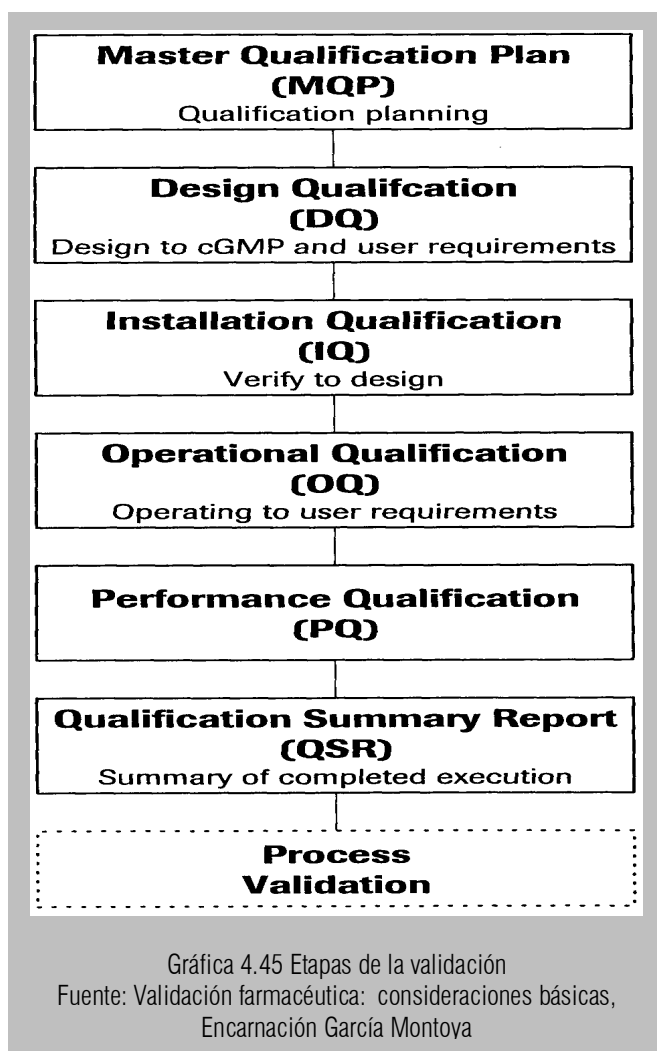 Master Qualification Plan
(MQP)
Qualification planning
Design Qualifcation
(DQ)
Design to cGMP and user requirements
Installation Qualification
(IQ)
Verify to design
Operational Qualification
(OQ)
Operating to user requirements
Performance Qualification
(PQ)
Qualification Summary Report
(QSR)
Summary of completed execution
Process
Validation
Gráfica 4.45 Etapas de la validación
Fuente: Validación farmacéutica: consideraciones básicas,
Encarnación García Montoya